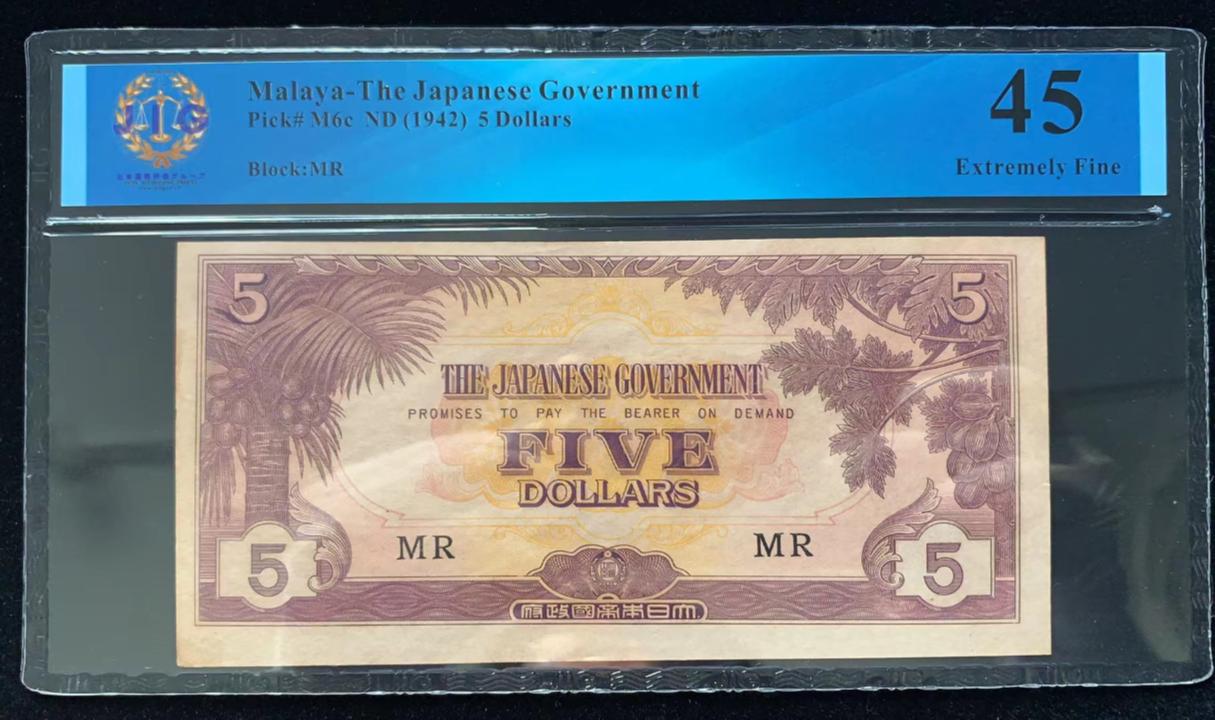 Malaya-The Japanese Government
Pick# M6c ND (1942) 5 Dollars
Block:MR
JIG
45
Extremely Fine
5
5
THE JAPANESE GOVERNMENT
PROMISES TO PAY THE BEARER ON DEMAND
FIVE
DOLLARS
MR
MR
5
5
府政國帝本日大